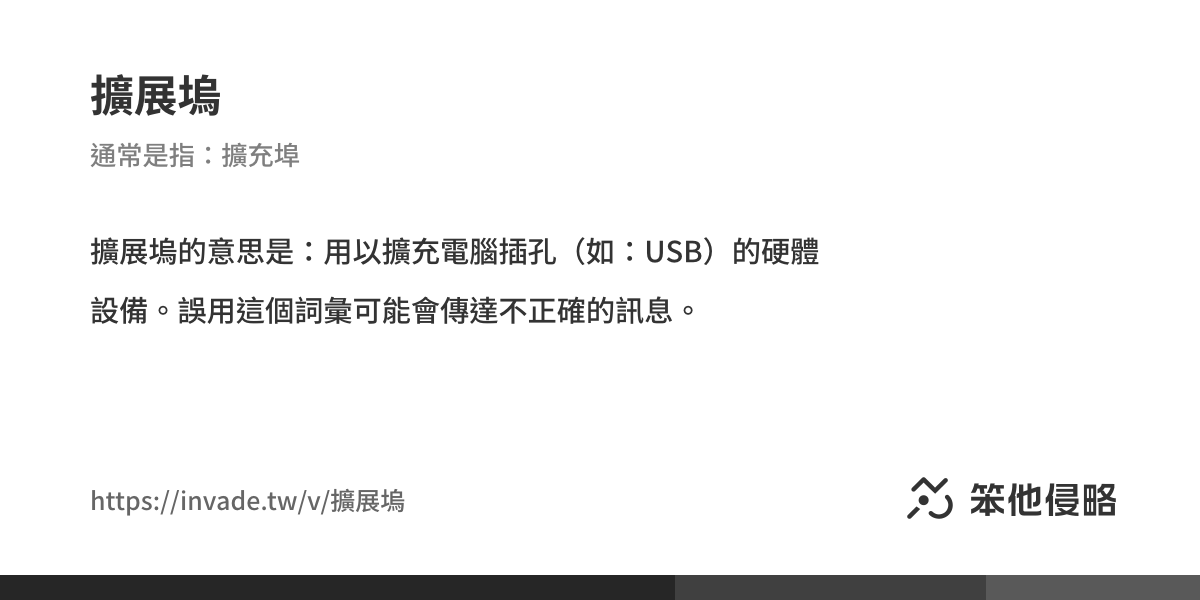 擴展塢
通常是指：擴充埠
擴展塢的意思是：用以擴充電腦插孔（如：USB）的硬體
設備。誤用這個詞彙可能會傳達不正確的訊息。
https://invade.tw/v/擴展塢
笨他侵略